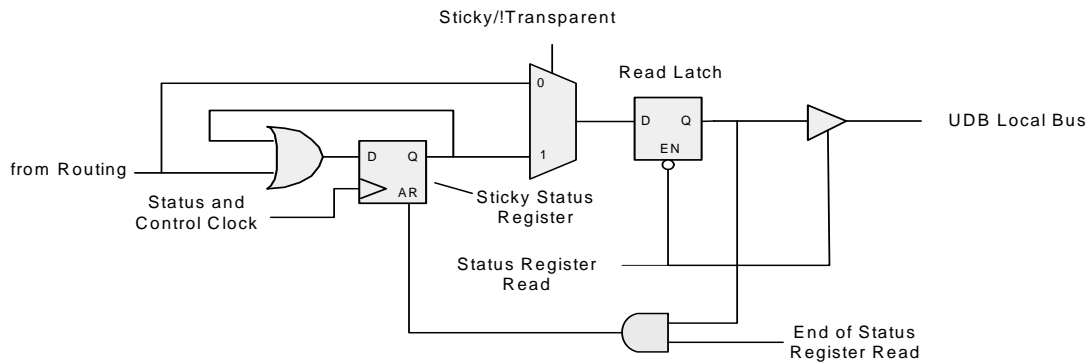 Sticky/!Transparent
0
Read Latch
D Q
EN
UDB Local Bus
from Routing
D Q
AR
1
Status and
Control Clock
Sticky Status
Register
Status Register
Read
End of Status
Register Read